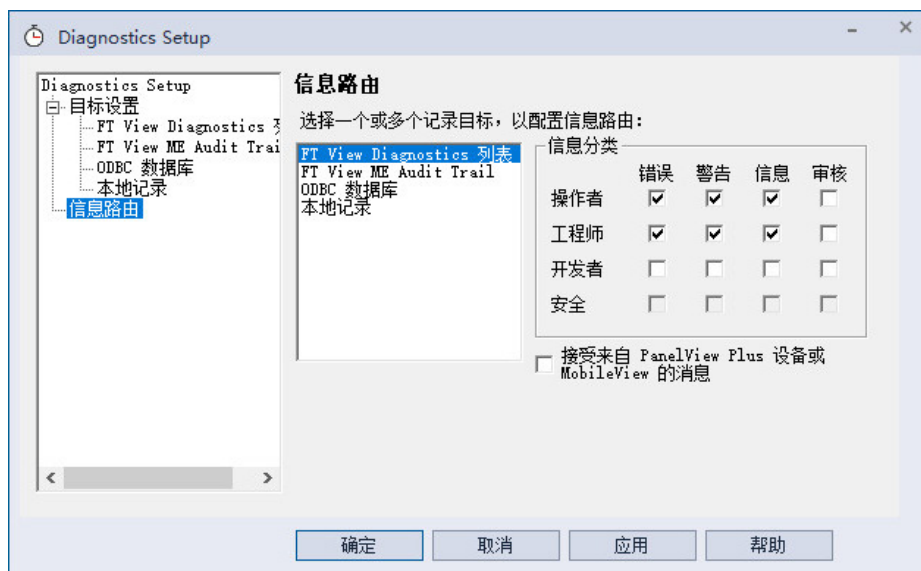 Diagnostics Setup
Diagnostics Setup
目标设置
FT View Diagnostics
FT View ME Audit Trai
ODBC 数据库
本地记录
信息路由
信息路由
选择一个或多个记录目标，以配置信息路由：
FT View Diagnostics 列表
FT View ME Audit Trail
ODBC 数据库
本地记录
信息分类
错误 警告 信息 审核
操作者
工程师
开发者
安全
接受来自 PanelView Plus 设备或
MobileView 的消息
确定 取消 应用 帮助